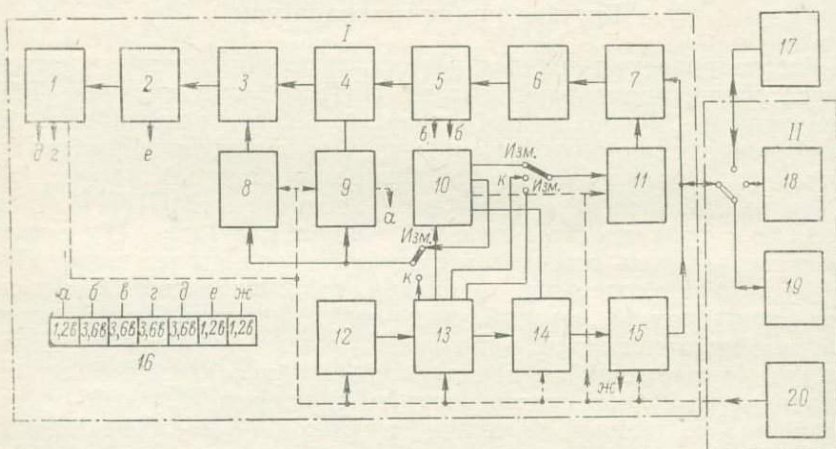 I
1 2 3 4 5 6 7 17
д г е в б II
8 9 10 Изм. К Изм. 11 18
а
Изм.
К
а б в г д е ж 19
1,2в 3,6в 3,6в 3,6в 3,6в 1,2в 1,2в 12 13 14 15
16 ж 20